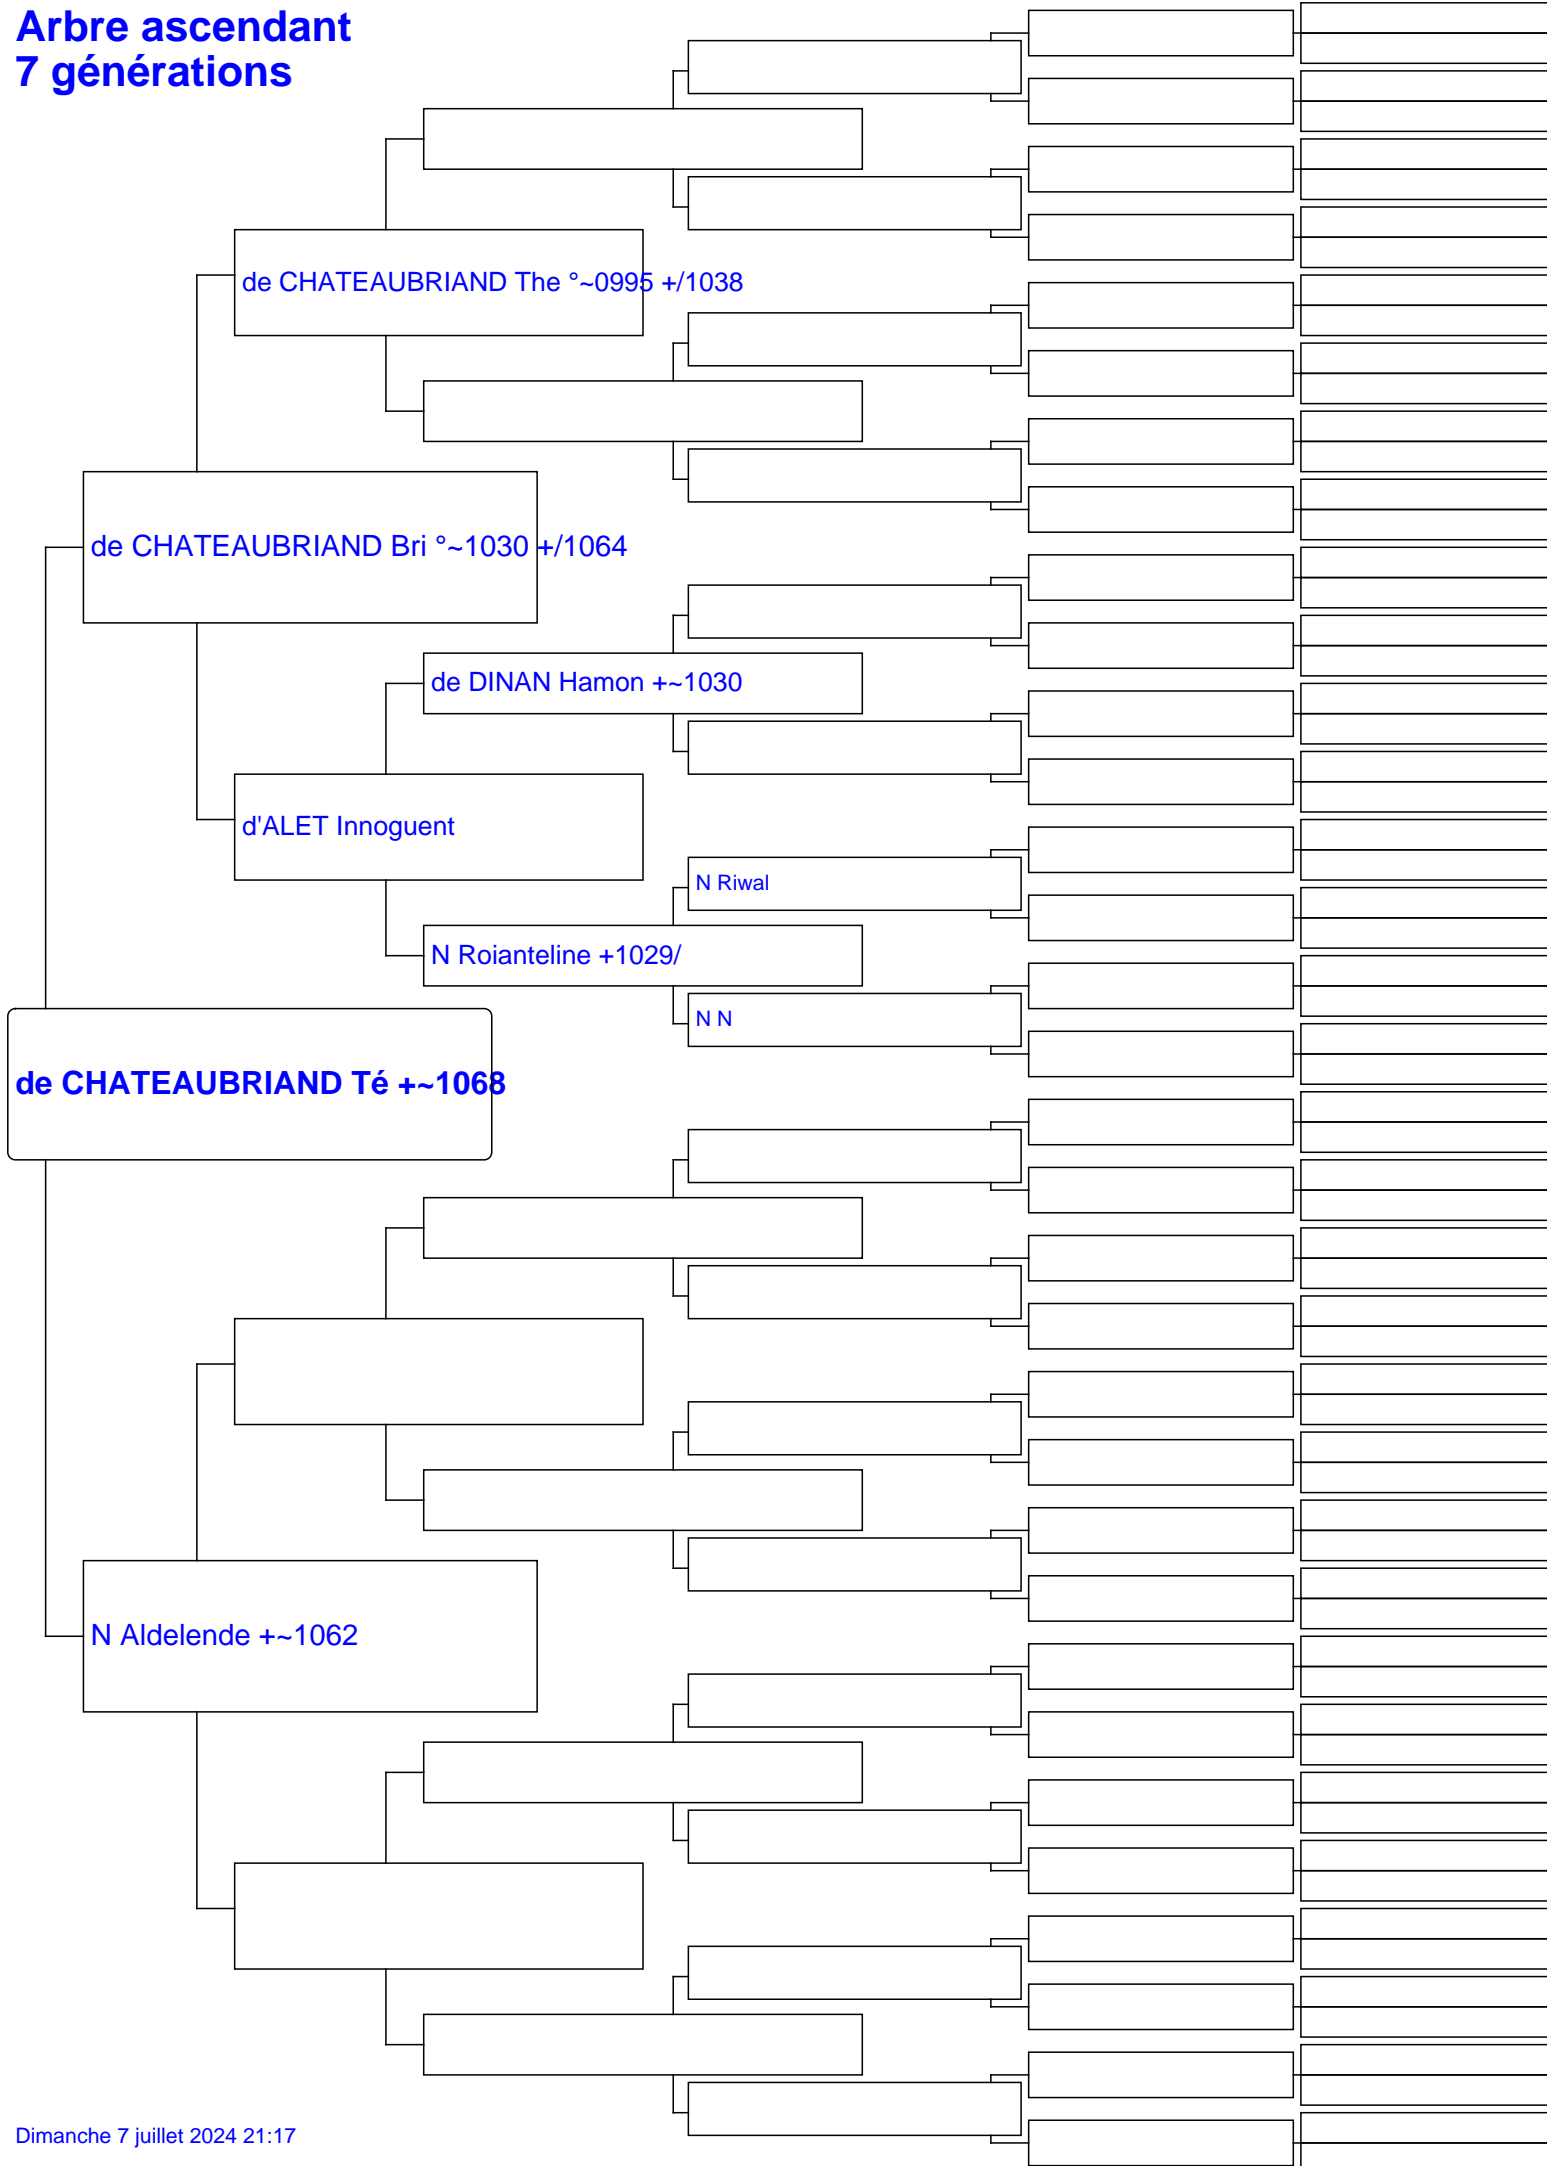 Arbre ascendant
7 générations
de CHATEAUBRIAND The °~0995 +/1038
de CHATEAUBRIAND Bri °~1030 +/1064
de DINAN Hamon +~1030
d'ALET Innoguent
N Riwal
N Roianteline +1029/
N N
de CHATEAUBRIAND Té +~1068
N Aldelende +~1062
Dimanche 7 juillet 2024 21:17